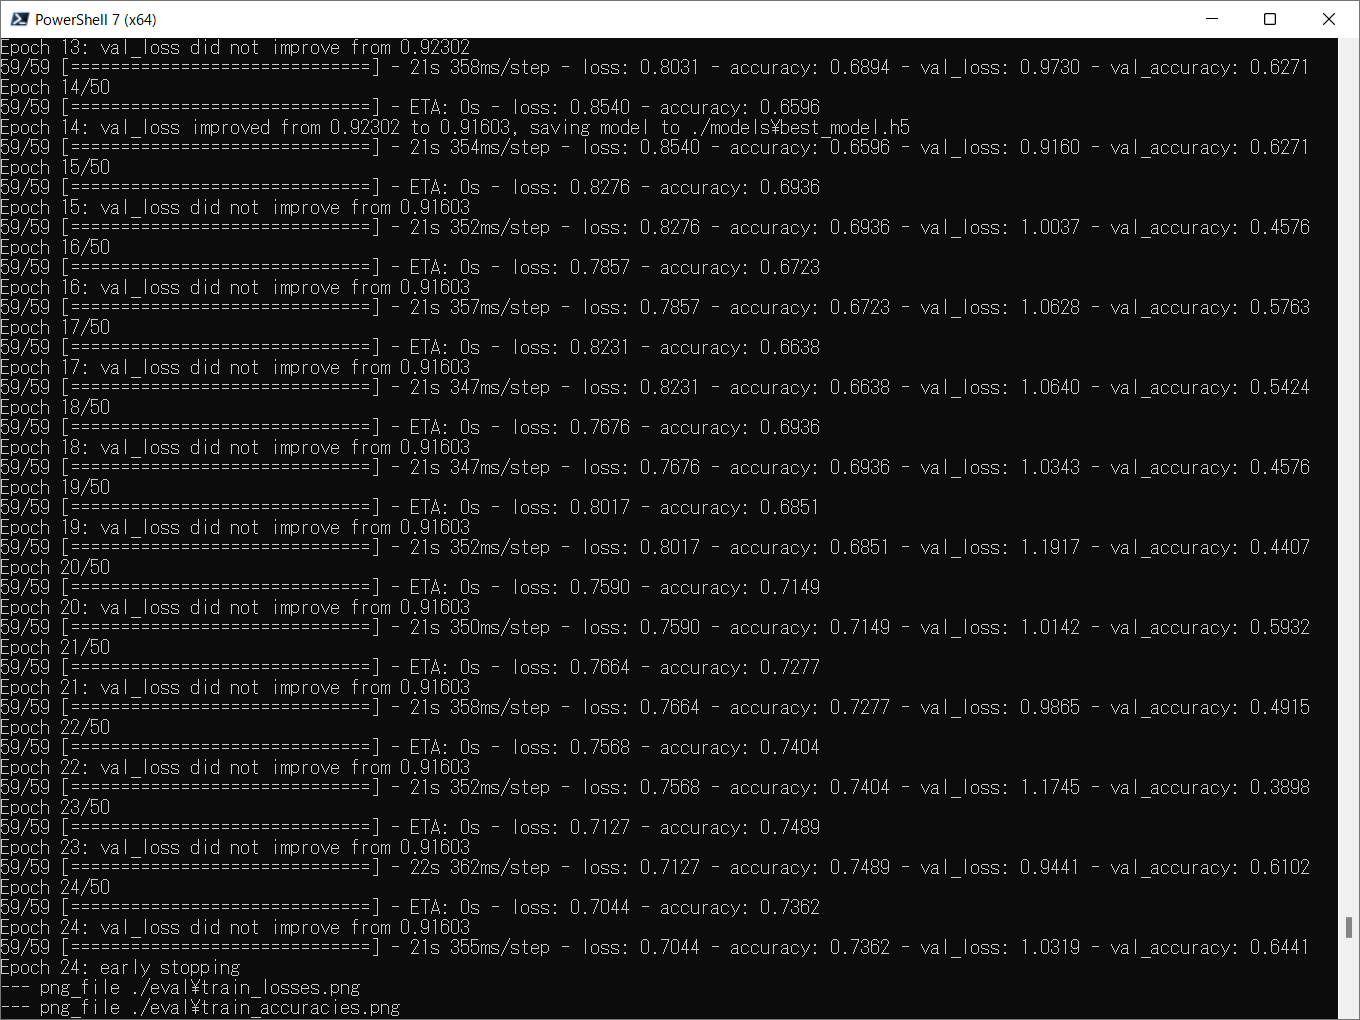 PowerShell 7 (x64)
Epoch 13: val_loss did not improve from 0.92302
59/59 [==============================] - 21s 358ms/step - loss: 0.8031 - accuracy: 0.6894 - val_loss: 0.9730 - val_accuracy: 0.6271
Epoch 14/50
59/59 [==============================] - ETA: 0s - loss: 0.8540 - accuracy: 0.6596
Epoch 14: val_loss improved from 0.92302 to 0.91603, saving model to ./models¥best_model.h5
59/59 [==============================] - 21s 354ms/step - loss: 0.8540 - accuracy: 0.6596 - val_loss: 0.9160 - val_accuracy: 0.6271
Epoch 15/50
59/59 [==============================] - ETA: 0s - loss: 0.8276 - accuracy: 0.6936
Epoch 15: val_loss did not improve from 0.91603
59/59 [==============================] - 21s 352ms/step - loss: 0.8276 - accuracy: 0.6936 - val_loss: 1.0037 - val_accuracy: 0.4576
Epoch 16/50
59/59 [==============================] - ETA: 0s - loss: 0.7857 - accuracy: 0.6723
Epoch 16: val_loss did not improve from 0.91603
59/59 [==============================] - 21s 357ms/step - loss: 0.7857 - accuracy: 0.6723 - val_loss: 1.0628 - val_accuracy: 0.5763
Epoch 17/50
59/59 [==============================] - ETA: 0s - loss: 0.8231 - accuracy: 0.6638
Epoch 17: val_loss did not improve from 0.91603
59/59 [==============================] - 21s 347ms/step - loss: 0.8231 - accuracy: 0.6638 - val_loss: 1.0640 - val_accuracy: 0.5424
Epoch 18/50
59/59 [==============================] - ETA: 0s - loss: 0.7676 - accuracy: 0.6936
Epoch 18: val_loss did not improve from 0.91603
59/59 [==============================] - 21s 347ms/step - loss: 0.7676 - accuracy: 0.6936 - val_loss: 1.0343 - val_accuracy: 0.4576
Epoch 19/50
59/59 [==============================] - ETA: 0s - loss: 0.8017 - accuracy: 0.6851
Epoch 19: val_loss did not improve from 0.91603
59/59 [==============================] - 21s 352ms/step - loss: 0.8017 - accuracy: 0.6851 - val_loss: 1.1917 - val_accuracy: 0.4407
Epoch 20/50
59/59 [==============================] - ETA: 0s - loss: 0.7590 - accuracy: 0.7149
Epoch 20: val_loss did not improve from 0.91603
59/59 [==============================] - 21s 350ms/step - loss: 0.7590 - accuracy: 0.7149 - val_loss: 1.0142 - val_accuracy: 0.5932
Epoch 21/50
59/59 [==============================] - ETA: 0s - loss: 0.7664 - accuracy: 0.7277
Epoch 21: val_loss did not improve from 0.91603
59/59 [==============================] - 21s 358ms/step - loss: 0.7664 - accuracy: 0.7277 - val_loss: 0.9865 - val_accuracy: 0.4915
Epoch 22/50
59/59 [==============================] - ETA: 0s - loss: 0.7568 - accuracy: 0.7404
Epoch 22: val_loss did not improve from 0.91603
59/59 [==============================] - 21s 352ms/step - loss: 0.7568 - accuracy: 0.7404 - val_loss: 1.1745 - val_accuracy: 0.3898
Epoch 23/50
59/59 [==============================] - ETA: 0s - loss: 0.7127 - accuracy: 0.7489
Epoch 23: val_loss did not improve from 0.91603
59/59 [==============================] - 22s 362ms/step - loss: 0.7127 - accuracy: 0.7489 - val_loss: 0.9441 - val_accuracy: 0.6102
Epoch 24/50
59/59 [==============================] - ETA: 0s - loss: 0.7044 - accuracy: 0.7362
Epoch 24: val_loss did not improve from 0.91603
59/59 [==============================] - 21s 355ms/step - loss: 0.7044 - accuracy: 0.7362 - val_loss: 1.0319 - val_accuracy: 0.6441
Epoch 24: early stopping
--- png_file ./eval¥train_losses.png
--- png_file ./eval¥train_accuracies.png